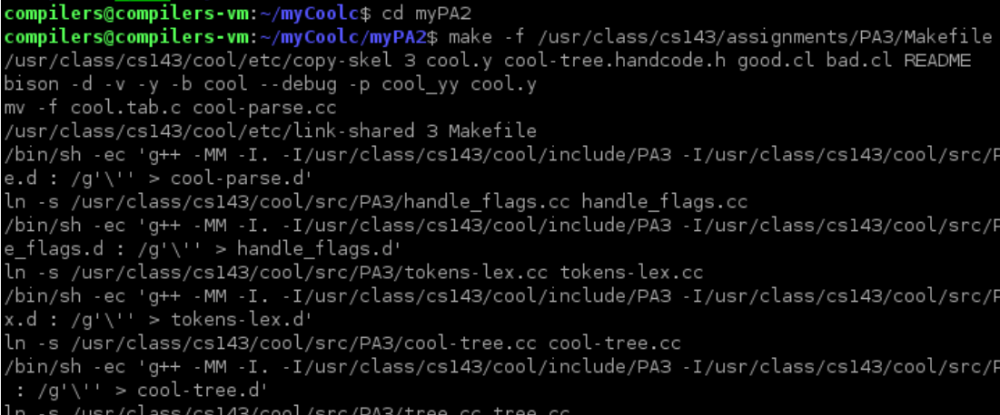 compilers@compilers-vm:~/myCoolc$ cd myPA2
compilers@compilers-vm:~/myCoolc/myPA2$ make -f /usr/class/cs143/assignments/PA3/Makefile
/usr/class/cs143/cool/etc/copy-skel 3 cool.y cool-tree.handcode.h good.cl bad.cl README
bison -d -v -y -b cool --debug -p cool_yy cool.y
mv -f cool.tab.c cool-parse.cc
/usr/class/cs143/cool/etc/link-shared 3 Makefile
/bin/sh -ec 'g++ -MM -I. -I/usr/class/cs143/cool/include/PA3 -I/usr/class/cs143/cool/src/P
e.d : /g'\'' > cool-parse.d'
ln -s /usr/class/cs143/cool/src/PA3/handle_flags.cc handle_flags.cc
/bin/sh -ec 'g++ -MM -I. -I/usr/class/cs143/cool/include/PA3 -I/usr/class/cs143/cool/src/P
e_flags.d : /g'\'' > handle_flags.d'
ln -s /usr/class/cs143/cool/src/PA3/tokens-lex.cc tokens-lex.cc
/bin/sh -ec 'g++ -MM -I. -I/usr/class/cs143/cool/include/PA3 -I/usr/class/cs143/cool/src/P
x.d : /g'\'' > tokens-lex.d'
ln -s /usr/class/cs143/cool/src/PA3/cool-tree.cc cool-tree.cc
/bin/sh -ec 'g++ -MM -I. -I/usr/class/cs143/cool/include/PA3 -I/usr/class/cs143/cool/src/P
: /g'\'' > cool-tree.d'
ln -s /usr/class/cs143/cool/src/PA3/tree.cc tree.cc